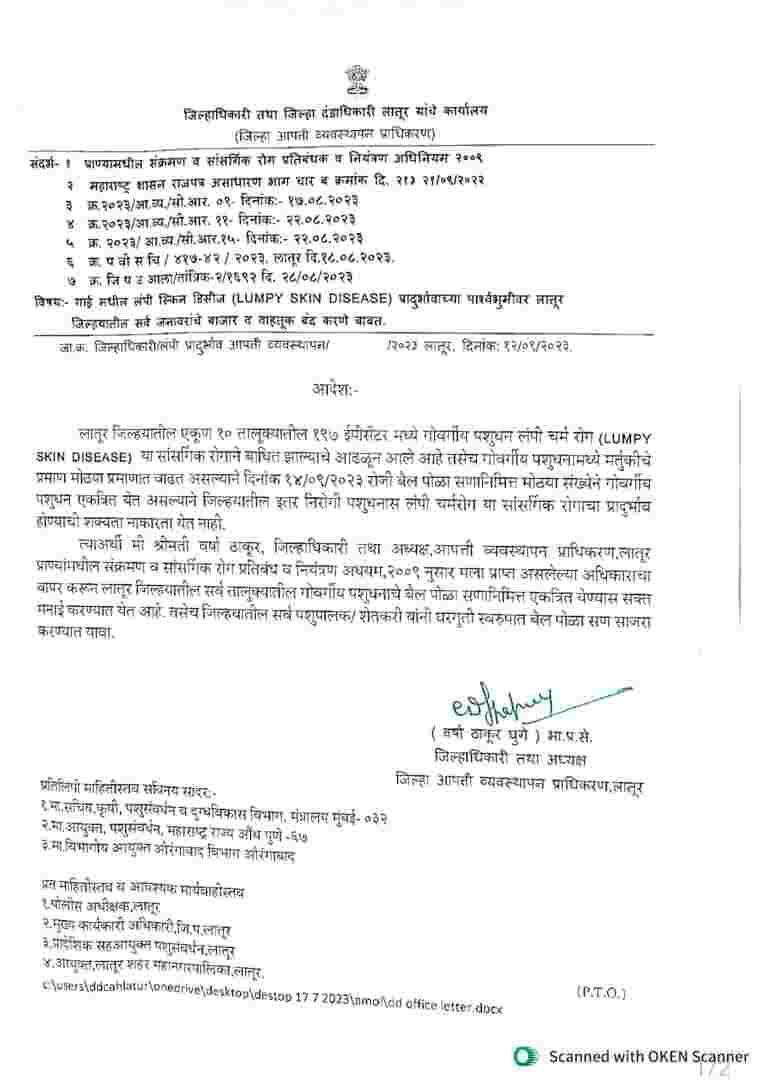 जिल्हाधिकारी तथा जिल्हा दंडाधिकारी लातूर यांचे कार्यालय
(जिल्हा आपती व्यवस्थापन प्राधिकरण)
संदर्भ- १ प्राण्यामधील संक्रमण व सांसर्गिक रोग प्रतिबंधक व नियंत्रण अधिनियम २००९
२ महाराष्ट्र शासन राजपत्र असाधारण भाग चार ब क्रमांक दि. २१३ २१/०९/२०२२
३ क्र.२०२३/आ.व्य./सी.आर. ०९- दिनांक:- १७.०८.२०२३
४ क्र.२०२३/आ.व्य./सी.आर. ११- दिनांक:- २२.०८.२०२३
५ क्र. २०२३/ आ.व्य./सी.आर.१५- दिनांक:- २२.०८.२०२३
६ क्र. प वी स चि / ४१७-४२ / २०२३. लातूर दि.१८.०८.२०२३.
७ क्र. जि प उ आला/तांत्रिक-२/१६९२ दि. २८/०८/२०२३
विषय:- गाई मधील लंपी स्किन डिसीज (LUMPY SKIN DISEASE) प्रादुर्भावाच्या पार्श्वभुमीवर लातूर
जिल्हयातील सर्व जनावरांचे बाजार व वाहतूक बंद करणे बाबत.
जा.क. जिल्हाधिकारी/लंपी प्रादुर्भाव आपती व्यवस्थापन/ /२०२३ लातूर, दिनांक: १२/०९/२०२३.
आदेश:-
लातूर जिल्हयातील एकूण १० तालूक्यातील १९७ ईपीसेंटर मध्ये गोवर्गीय पशुधन लंपी चर्म रोग (LUMPY
SKIN DISEASE) या सांसर्गिक रोगाने बाधित झाल्याचे आढळून आले आहे तसेच गोवर्गीय पशुधनामध्ये मर्तुकीचे
प्रमाण मोठया प्रमाणात वाढत असल्याने दिनांक १४/०९/२०२३ रोजी बैल पोळा सणानिमित्त मोठया संख्येने गोवर्गीय
पशुधन एकत्रित येत असल्याने जिल्हयातील इतर निरोगी पशुधनास लंपी चर्मरोग या सांसर्गिक रोगाचा प्रादुर्भाव
होण्याची शक्यता नाकारता येत नाही.
त्याअर्थी मी श्रीमती वर्षा ठाकूर, जिल्हाधिकारी तथा अध्यक्ष,आपत्ती व्यवस्थापन प्राधिकरण,लातूर
प्राण्यांमधील संक्रमण व सांसर्गिक रोग प्रतिबंध व नियंत्रण अधयम,२००९ नुसार मला प्राप्त असलेल्या अधिकाराचा
वापर करून लातूर जिल्हयातील सर्व तालुक्यातील गोवर्गीय पशुधनाचे बैल पोळा सणानिमित्त एकत्रित येण्यास सक्त
मनाई करण्यात येत आहे. तसेच जिल्हयातील सर्व पशुपालक/ शेतकरी यांनी घरगुती स्वरुपात बैल पोळा सण साजरा
करण्यात यावा.
( वर्षा ठाकूर घुगे ) भा.प्र.से.
जिल्हाधिकारी तथा अध्यक्ष
जिल्हा आपती व्यवस्थापन प्राधिकरण,लातूर
प्रतिलिपी माहितीस्तव सविनय सादर:-
१.मा.सचिव,कृषी, पशुसंवर्धन व दुग्धविकास विभाग, मंत्रालय मुंबई- ०३२
२.मा.आयुक्त, पशुसंवर्धन, महाराष्ट्र राज्य औंध पुणे -६७
३.मा.विभागीय आयुक्त औरंगाबाद विभाग औरंगाबाद
प्रत माहितीस्तव व आवश्यक कार्यवाहीस्तव
१.पोलीस अधीक्षक,लातूर
२.मुख्य कार्यकारी अधिकारी,जि.प,लातूर
३.प्रादेशिक सहआयुक्त पशुसंवर्धन,लातूर
४.आयुक्त,लातूर शहर महानगरपालिका,लातूर.
c:\users\ddcahlatur\onedrive\desktop\destop 17 7 2023\amol\dd office letter.docx
(P.T.O.)
Scanned with OKEN Scanner
1/2